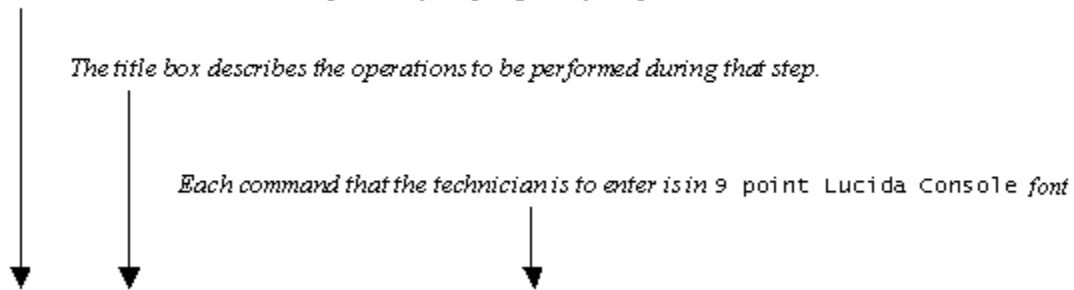 The title box describes the operations to be performed during that step.
Each command that the technician is to enter is in 9 point Lucida Console font